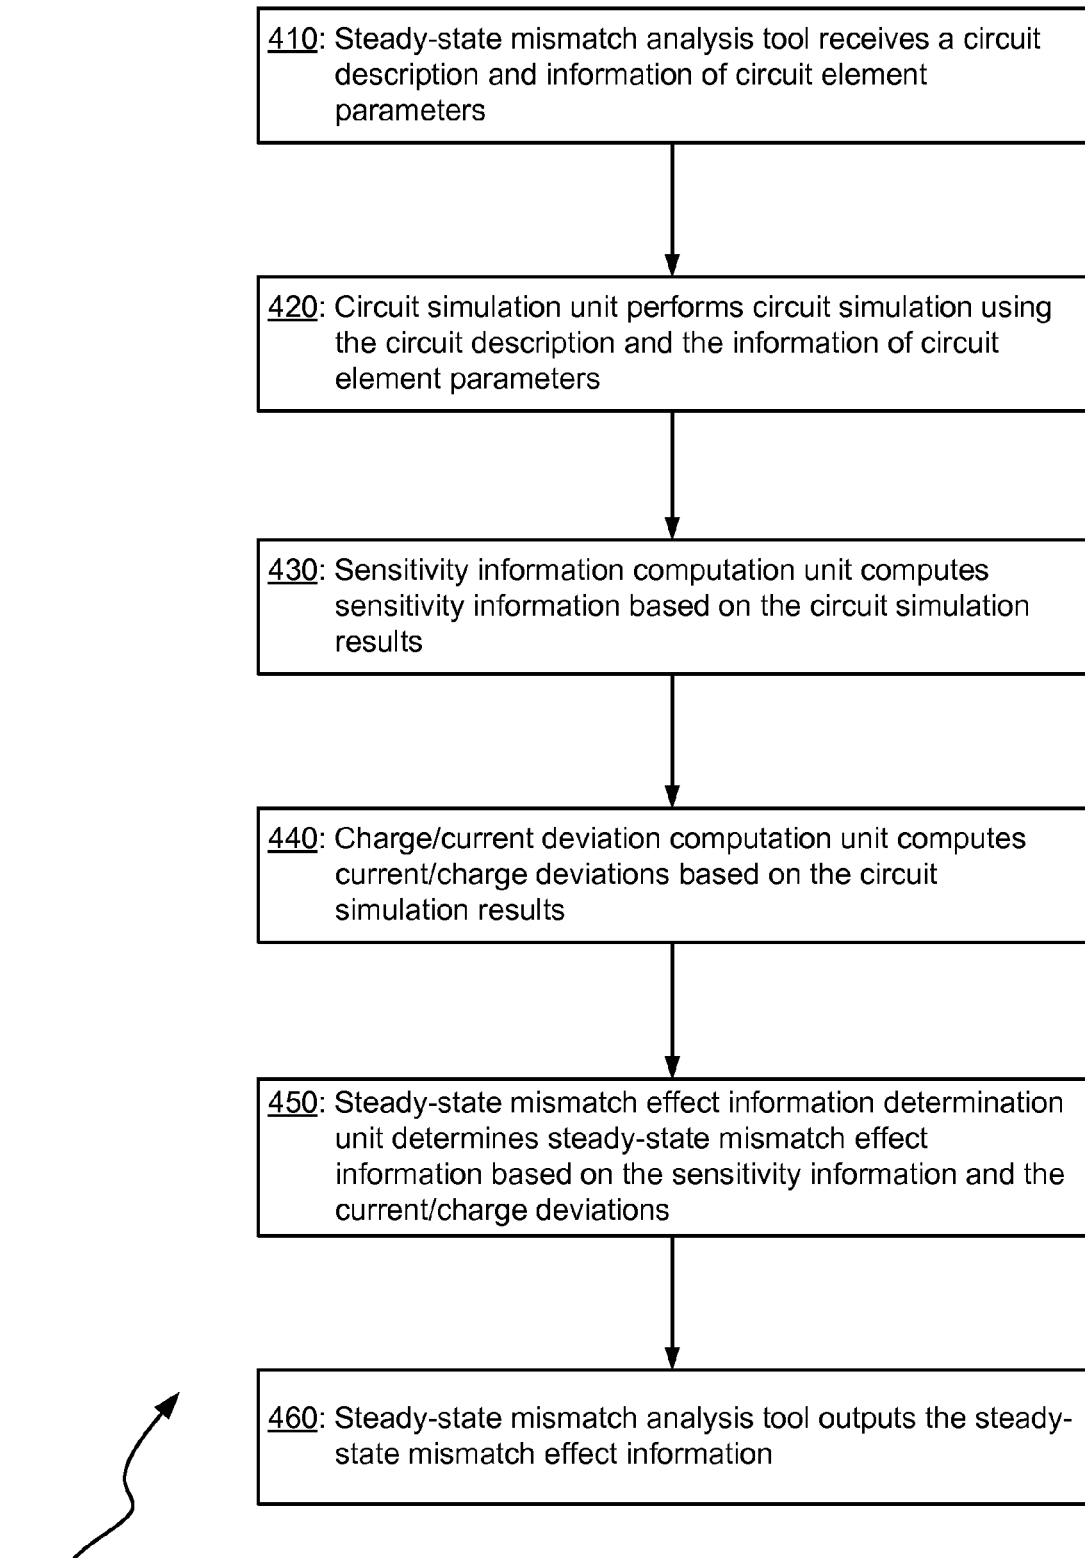 410: Steady-state mismatch analysis tool receives a circuit
description and information of circuit element
parameters
420: Circuit simulation unit performs circuit simulation using
the circuit description and the information of circuit
element parameters
430: Sensitivity information computation unit computes
sensitivity information based on the circuit simulation
results
440: Charge/current deviation computation unit computes
current/charge deviations based on the circuit
simulation results
450: Steady-state mismatch effect information determination
unit determines steady-state mismatch effect
information based on the sensitivity information and the
current/charge deviations
460: Steady-state mismatch analysis tool outputs the steady-
state mismatch effect information